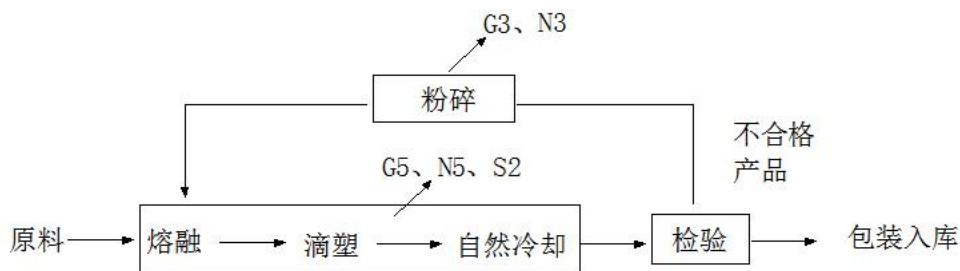 G3、N3
粉碎
不合格
产品
G5、N5、S2
原料
熔融
滴塑
自然冷却
检验
包装入库